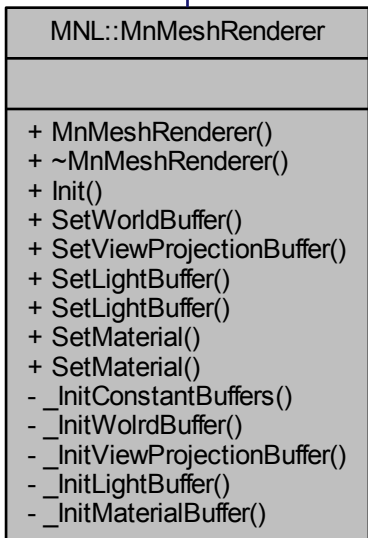 MNL::MnMeshRenderer
+ MnMeshRenderer()
+ ~MnMeshRenderer()
+ Init()
+ SetWorldBuffer()
+ SetViewProjectionBuffer()
+ SetLightBuffer()
+ SetLightBuffer()
+ SetMaterial()
+ SetMaterial()
- _InitConstantBuffers()
- _InitWolrdBuffer()
- _InitViewProjectionBuffer()
- _InitLightBuffer()
- _InitMaterialBuffer()